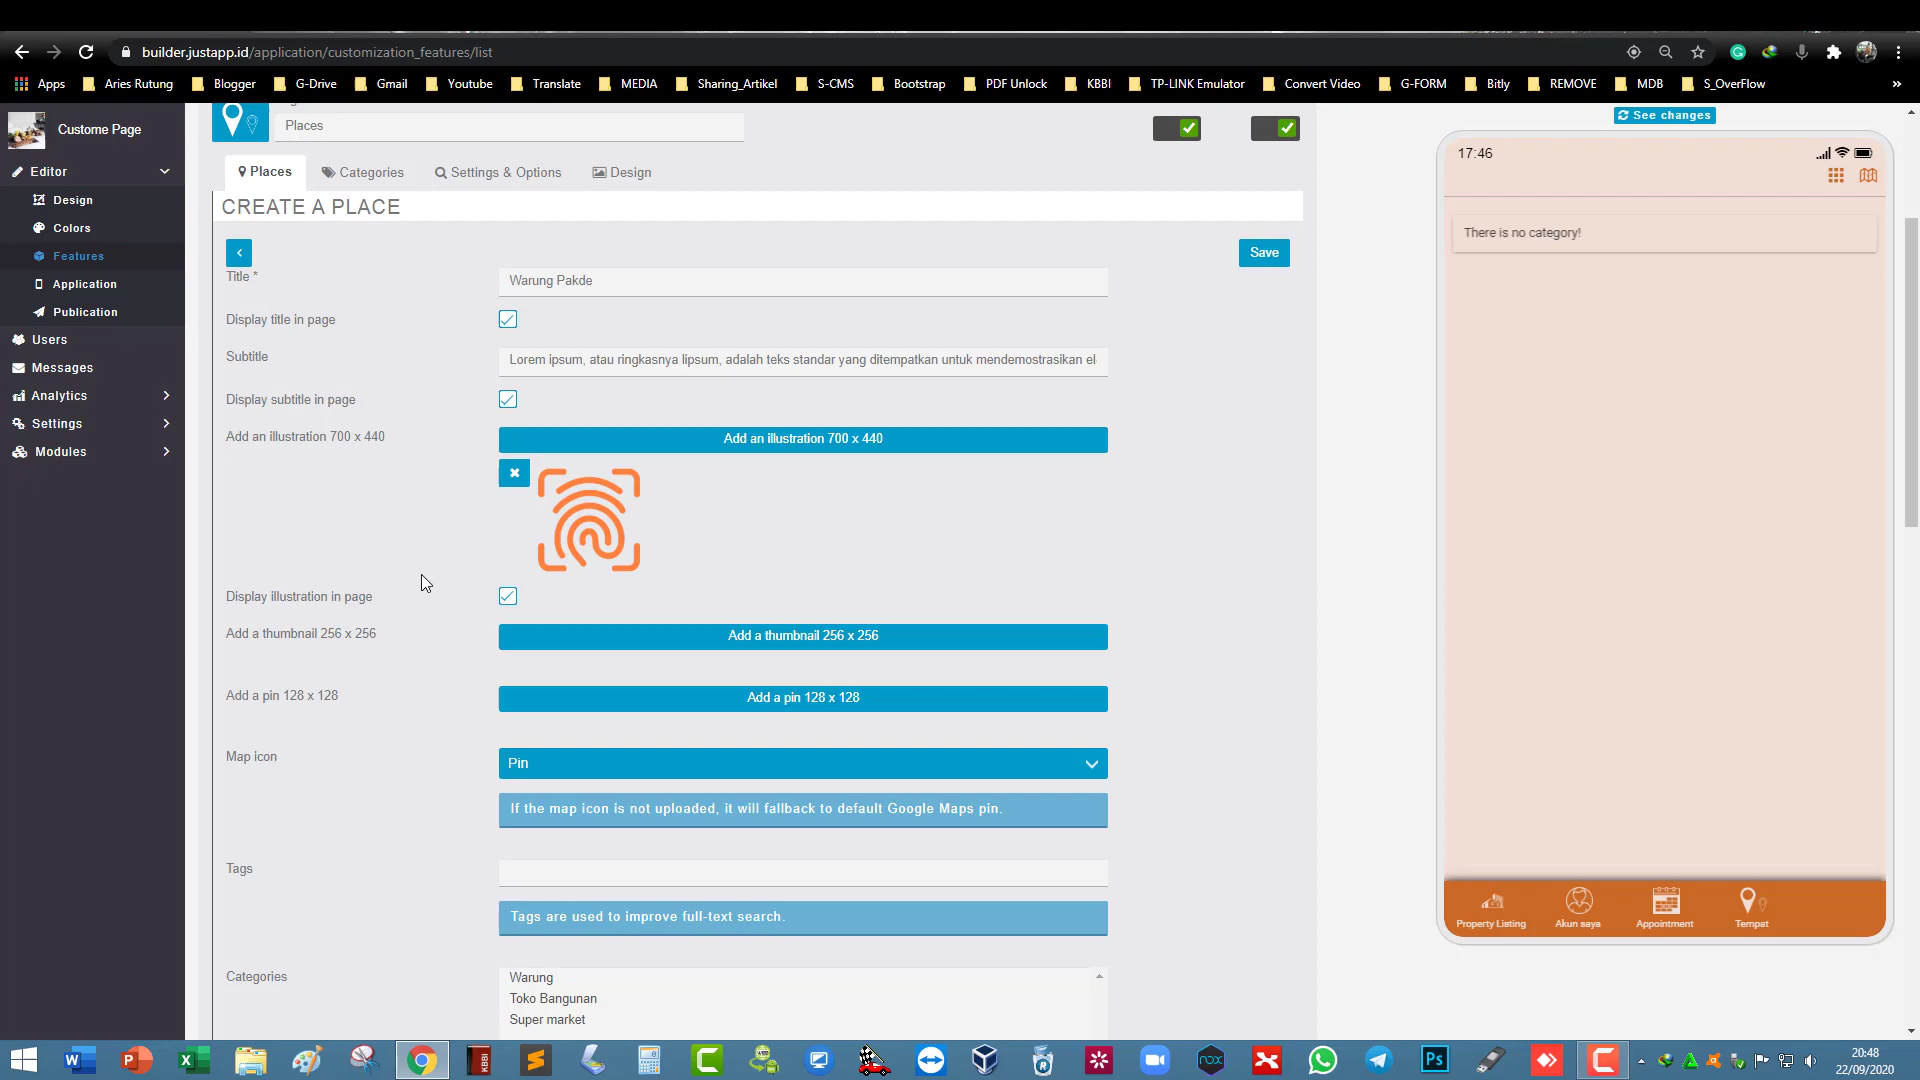 builder.justapp.id/application/customization_features/list
Apps Aries Rutung Blogger G-Drive Gmail Youtube Translate MEDIA Sharing_Artikel S-CMS Bootstrap PDF Unlock KBBI TP-LINK Emulator Convert Video G-FORM Bitly REMOVE MDB S_OverFlow »
Custome Page
Editor
Design
Colors
Features
Application
Publication
Users
Messages
Analytics
Settings
Modules
Places
Places Categories Settings & Options Design
CREATE A PLACE
Save
Title *
Warung Pakde
Display title in page
Subtitle
Lorem ipsum, atau ringkasnya lipsum, adalah teks standar yang ditempatkan untuk mendemostrasikan el
Display subtitle in page
Add an illustration 700 x 440
Add an illustration 700 x 440
Display illustration in page
Add a thumbnail 256 x 256
Add a thumbnail 256 x 256
Add a pin 128 x 128
Add a pin 128 x 128
Map icon
Pin
If the map icon is not uploaded, it will fallback to default Google Maps pin.
Tags
Tags are used to improve full-text search.
Categories
Warung
Toko Bangunan
Super market
See changes
17:46
There is no category!
Property Listing
Akun saya
Appointment
Tempat
KBBI
nox
Ps
20:48
22/09/2020